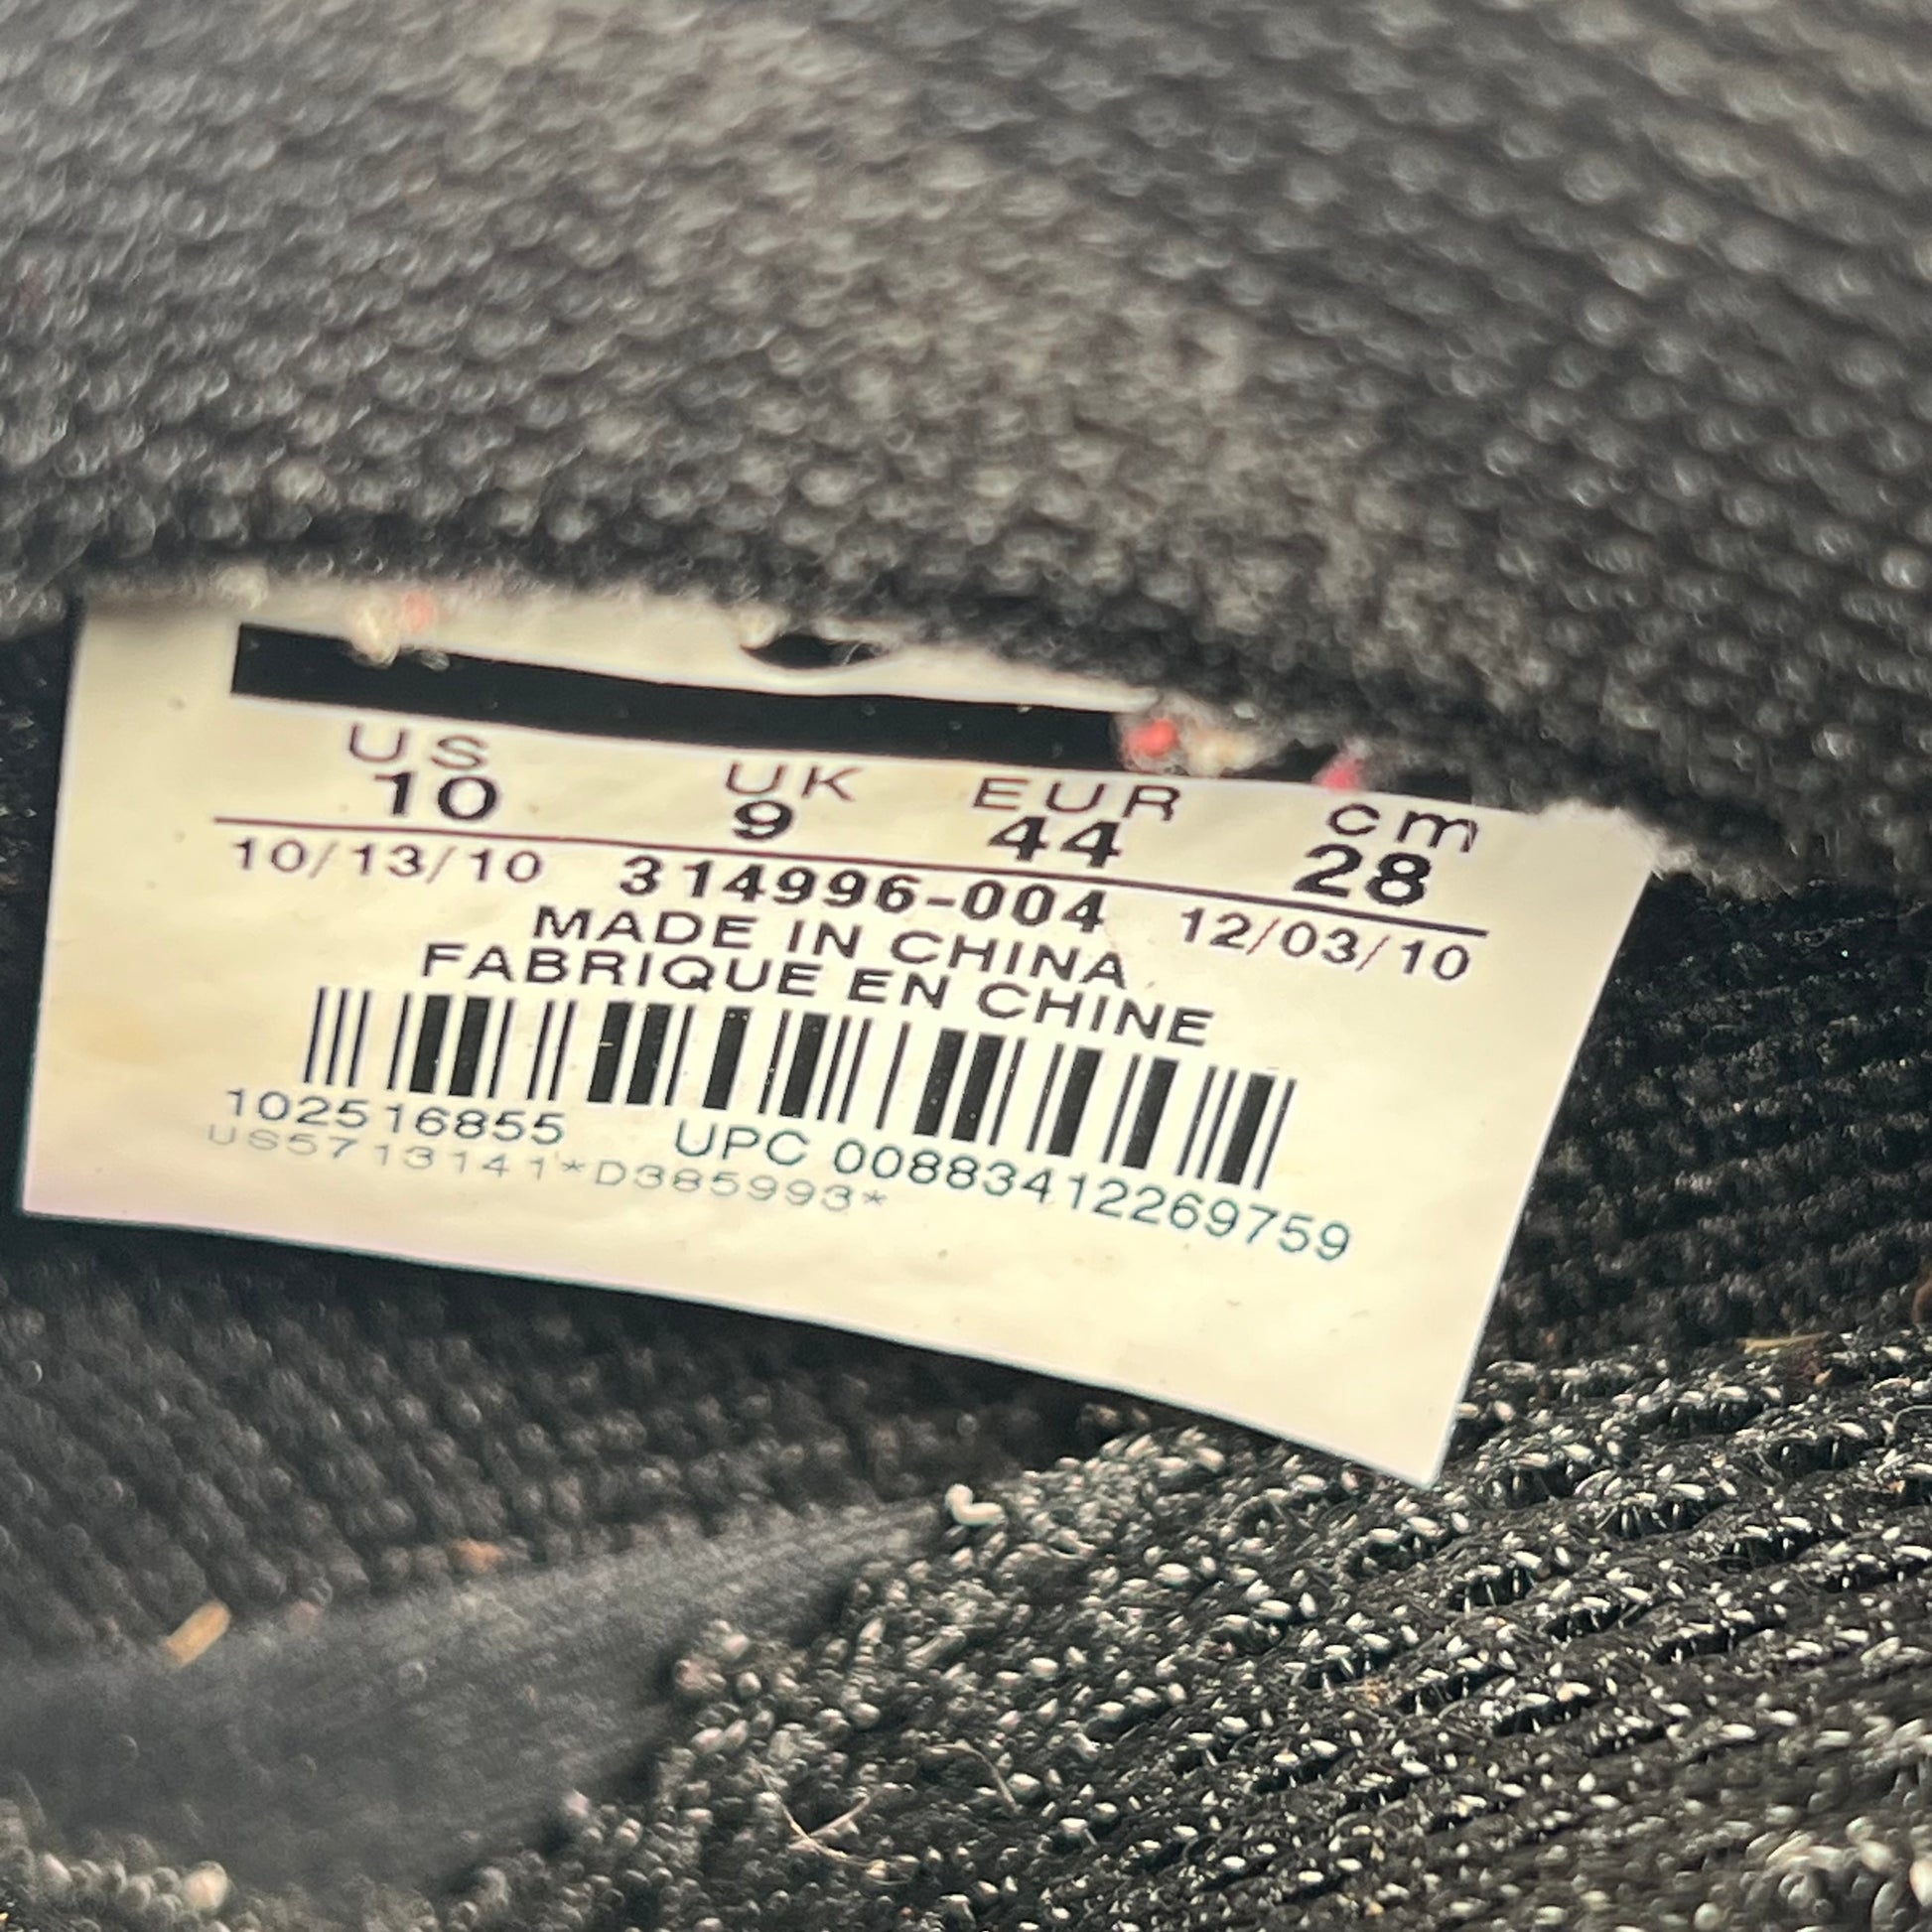 US UK EUR cm
10 9 44 28
10/13/10 314996-004 12/03/10
MADE IN CHINA
FABRIQUE EN CHINE
102516855 UPC 00883412269759
US5713141*D385993*